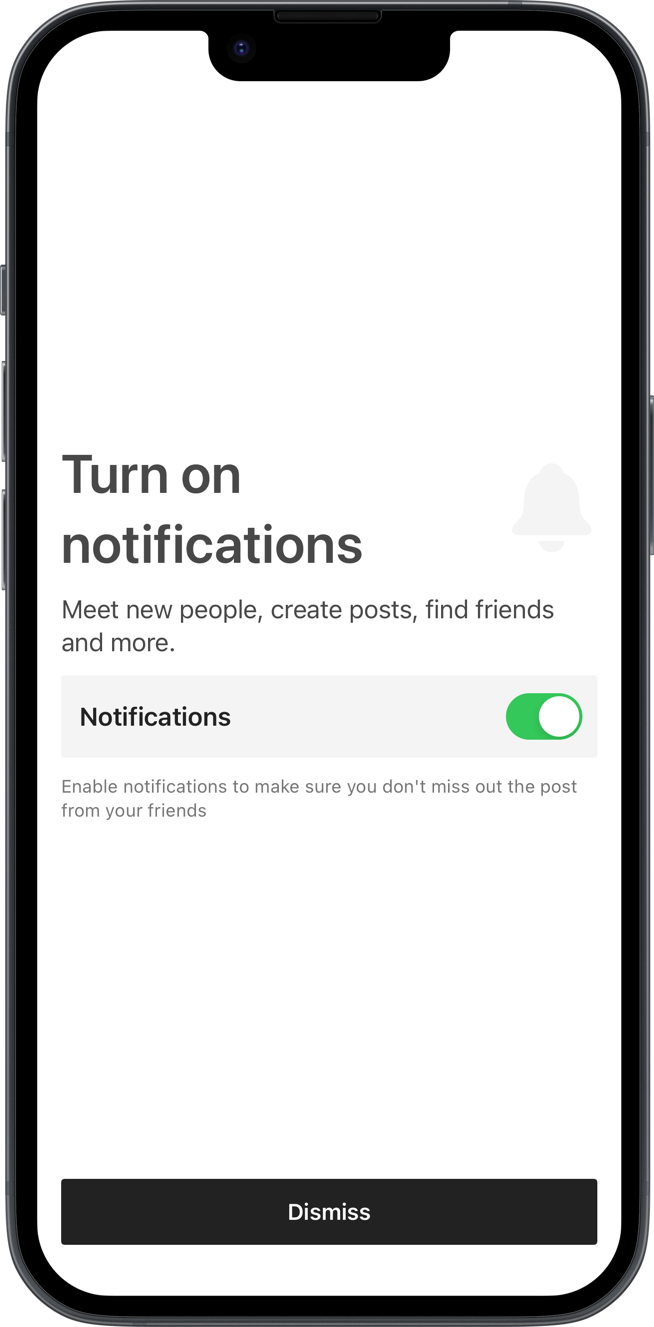 Turn on
notifications
Meet new people, create posts, find friends
and more.
Notifications
Enable notifications to make sure you don't miss out the post
from your friends
Dismiss